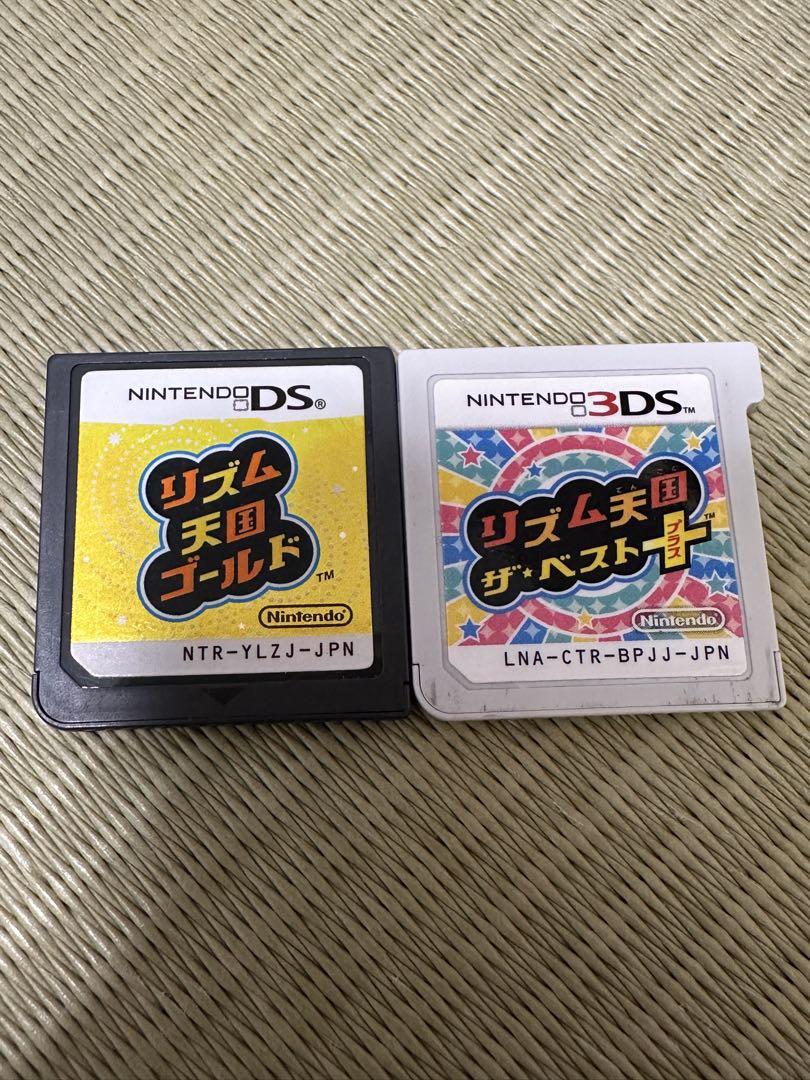 NINTENDO DS®
リズム
天国
ゴールド
TM
Nintendo®
NTR-YLZJ-JPN
NINTENDO 3DS™
てんごく
リズム天国
ザ★ベスト+
プラス
TM
Nintendo®
LNA-CTR-BPJJ-JPN